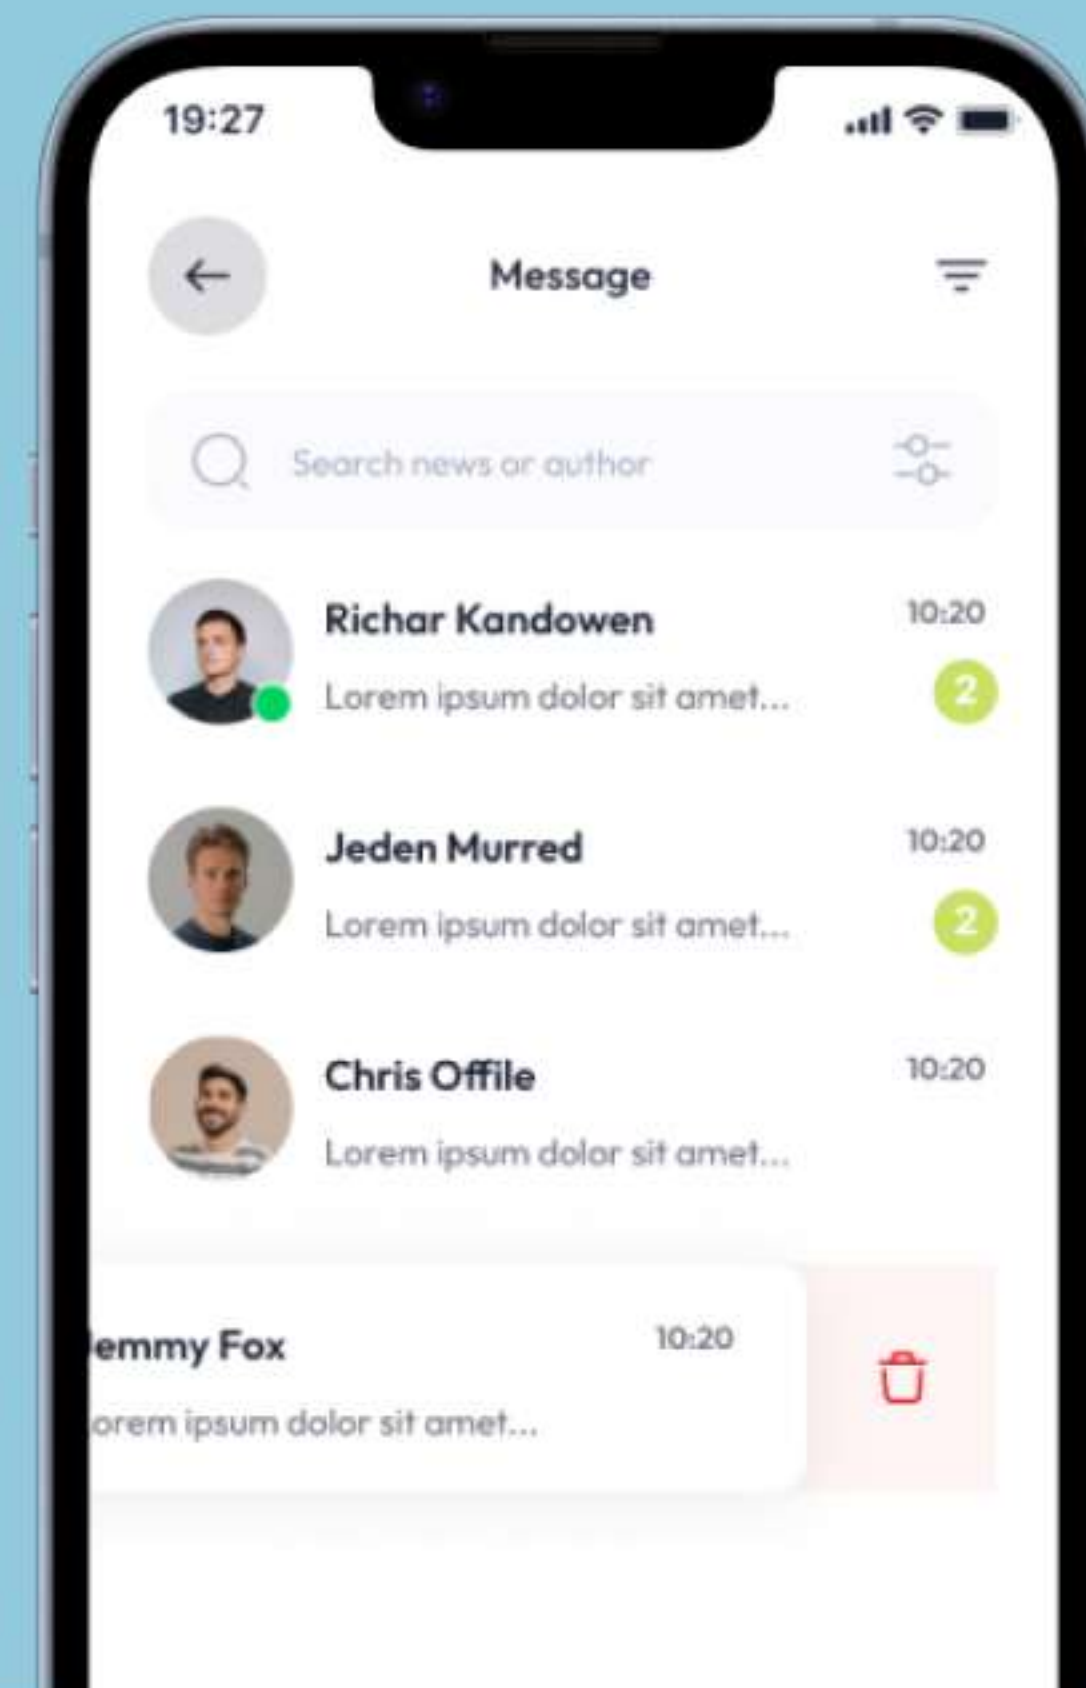 19:27
Message
Search news or author
Richar Kandowen
10:20
Lorem ipsum dolor sit amet...
2
Jeden Murred
10:20
Lorem ipsum dolor sit amet...
2
Chris Offile
10:20
Lorem ipsum dolor sit amet...
Jemmy Fox
10:20
orem ipsum dolor sit amet...